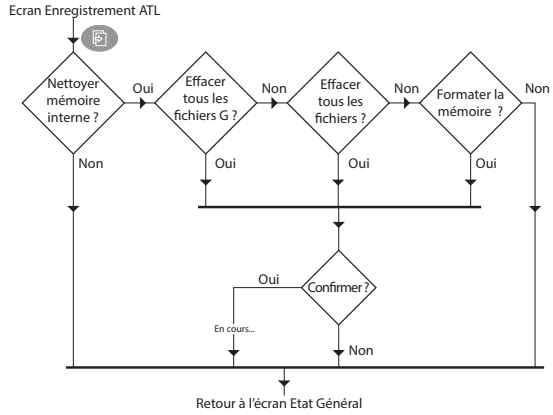 Ecran Enregistrement ATL
Nettoyer
mémoire
interne ?
Oui
Effacer
tous les
fichiers G ?
Non
Effacer
tous les
fichiers ?
Non
Formater la
mémoire ?
Non
Non
Oui
Oui
Oui
Confirmer ?
Oui
En cours...
Non
Retour à l'écran Etat Général